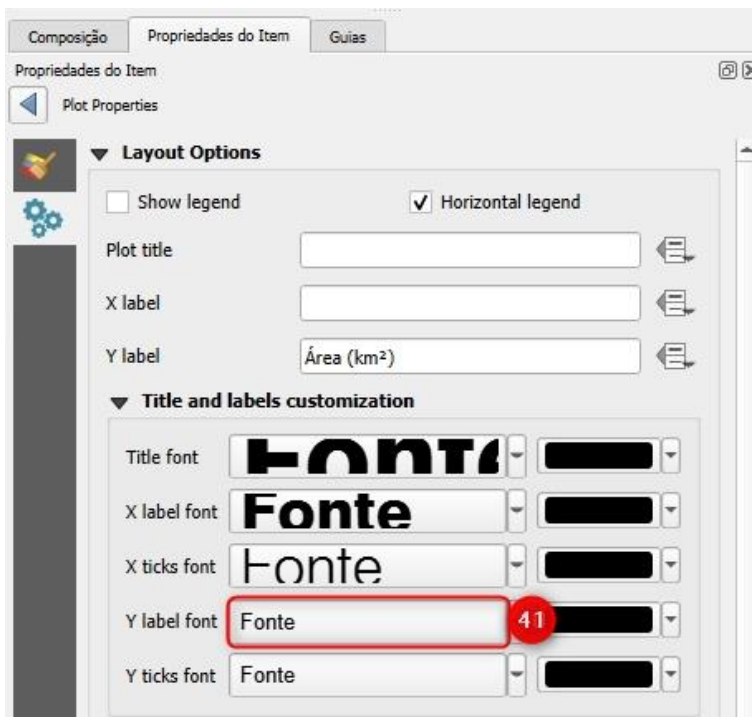 Composição Propriedades do Item Guias
Propriedades do Item
Plot Properties
Layout Options
Show legend Horizontal legend
Plot title
X label
Y label Área (km²)
Title and labels customization
Title font Fonte
X label font Fonte
X ticks font Fonte
Y label font Fonte 41
Y ticks font Fonte